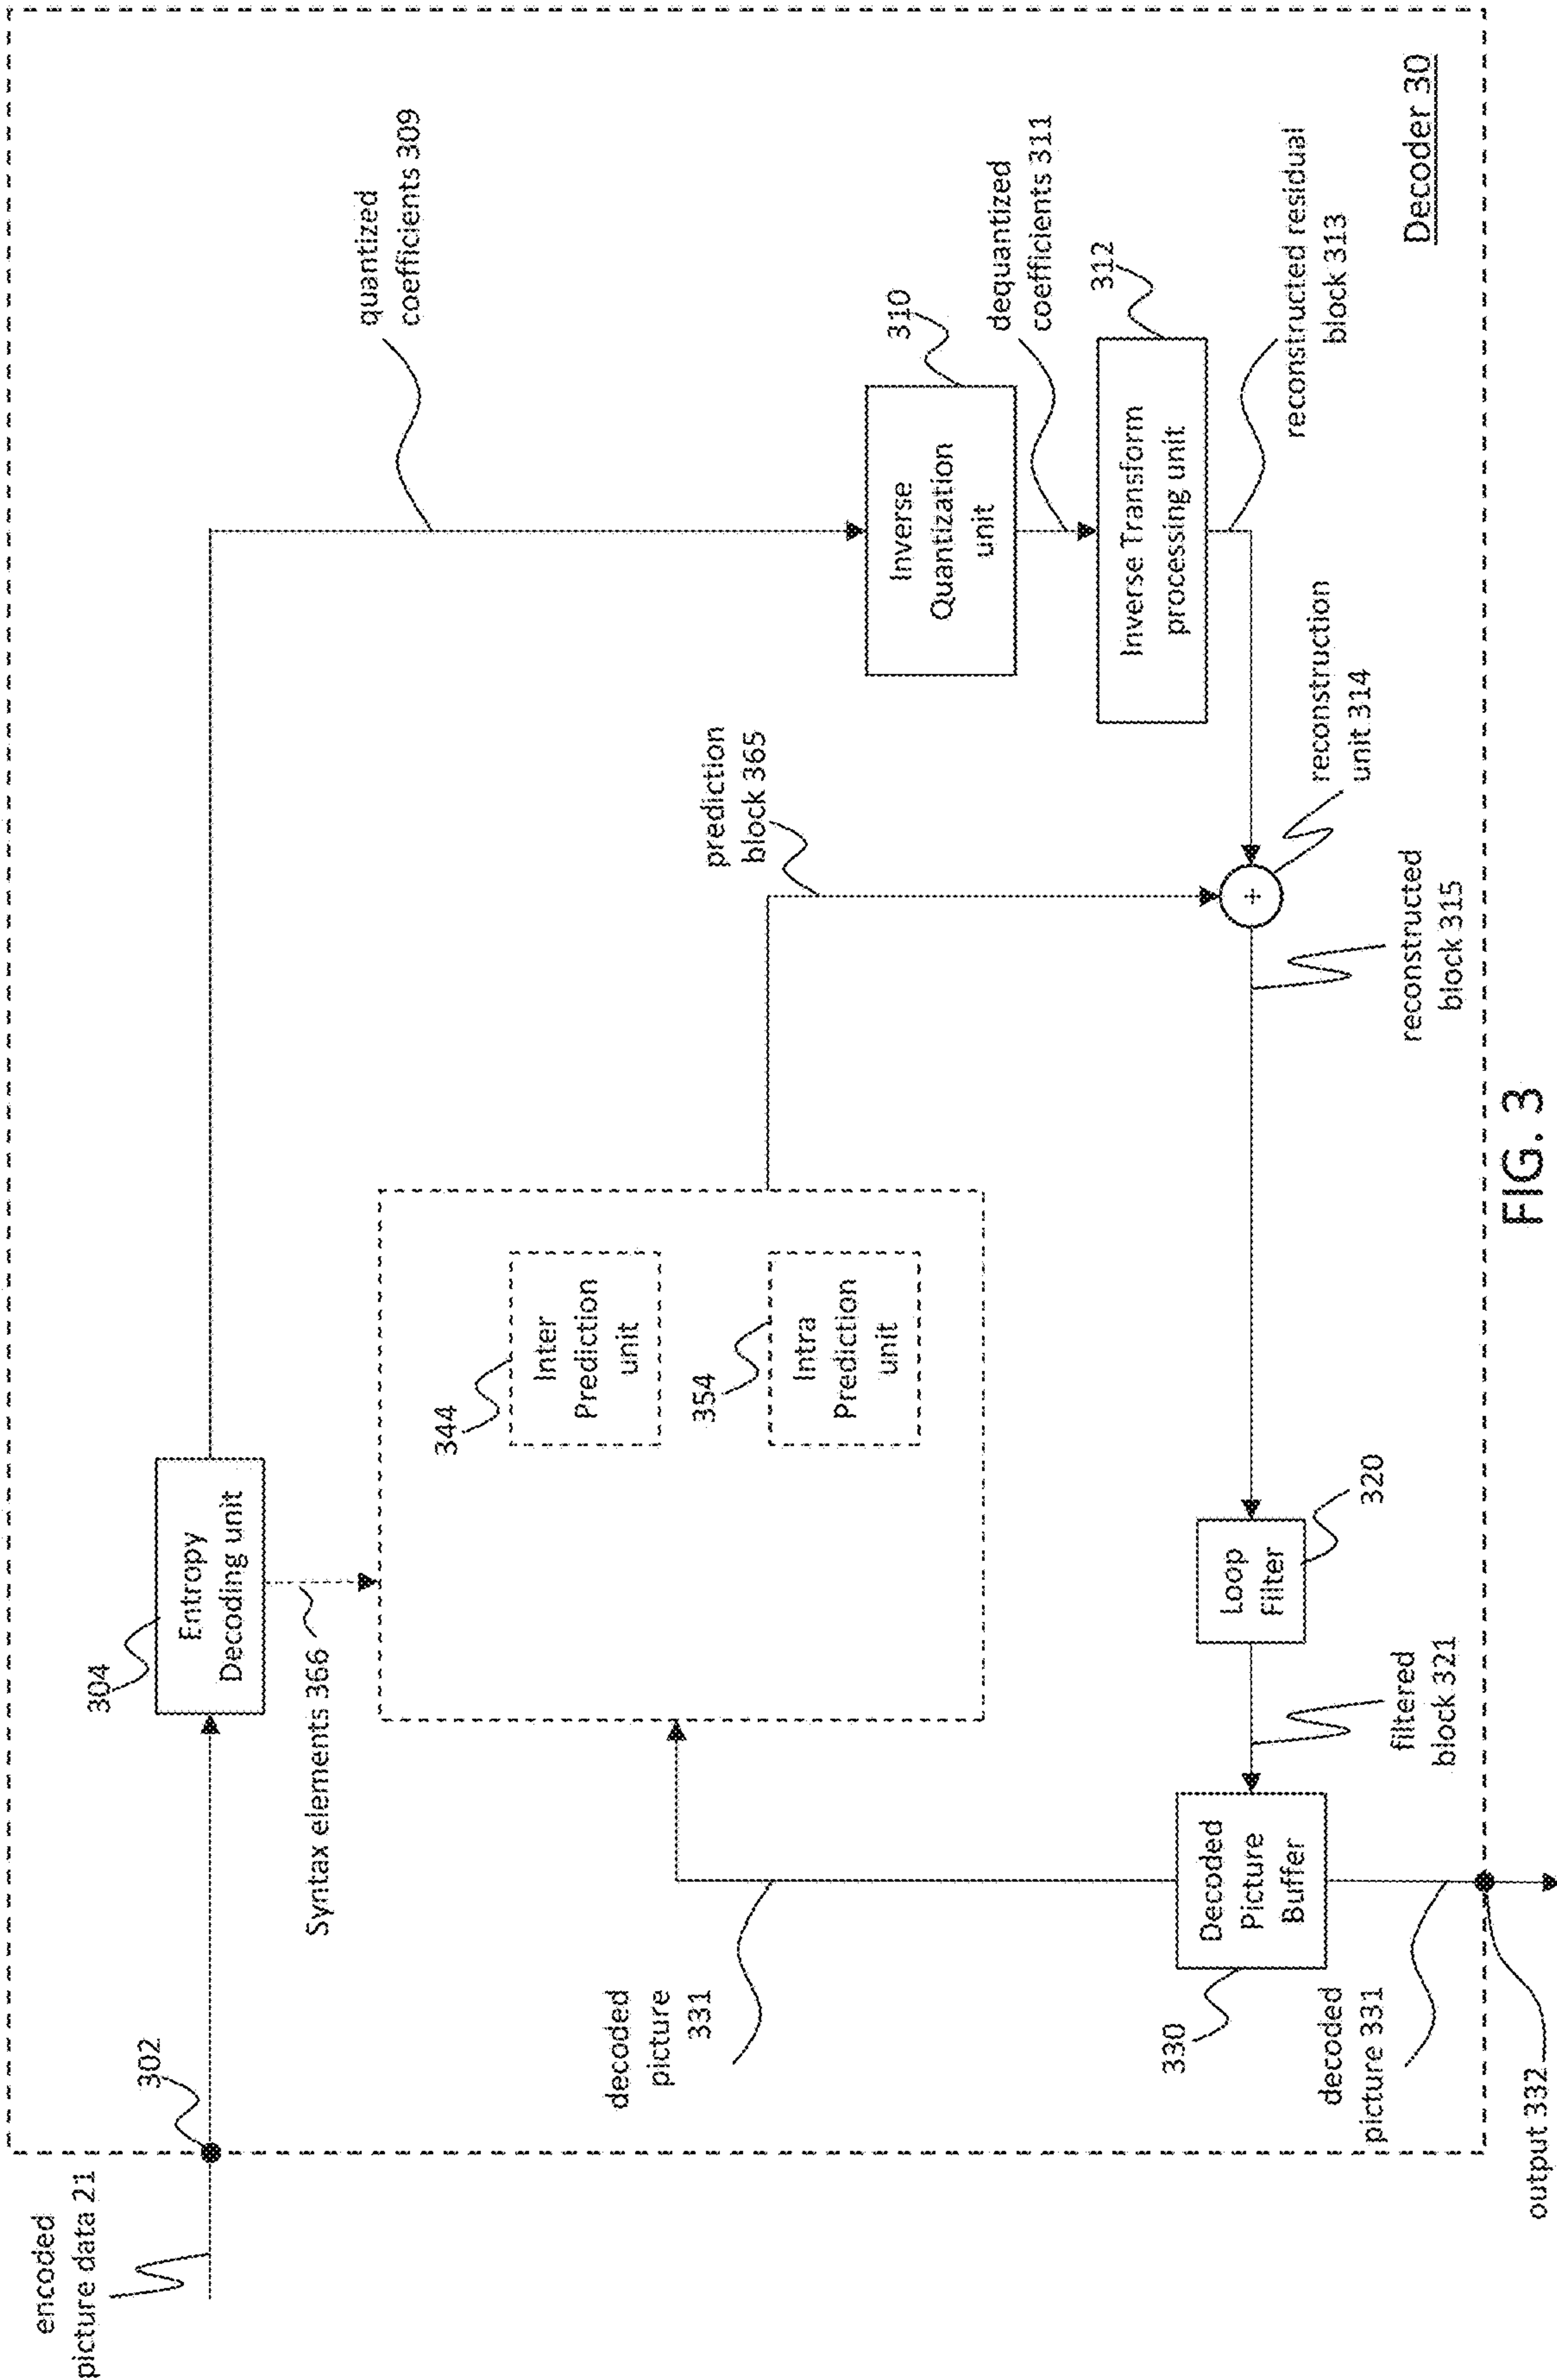 encoded
picture data 21
302
304
Entropy
Decoding unit
Syntax elements 366
quantized
coefficients 309
344
Inter
Prediction
unit
354
Intra
Prediction
unit
prediction
block 365
310
Inverse
Quantization
unit
dequantized
coefficients 311
312
Inverse Transform
processing unit
reconstructed residual
block 313
reconstruction
unit 314
+
reconstructed
block 315
Loop
Filter
320
filtered
block 321
Decoded
Picture
Buffer
330
decoded
picture
331
decoded
picture 331
output 332
Decoder 30
FIG. 3